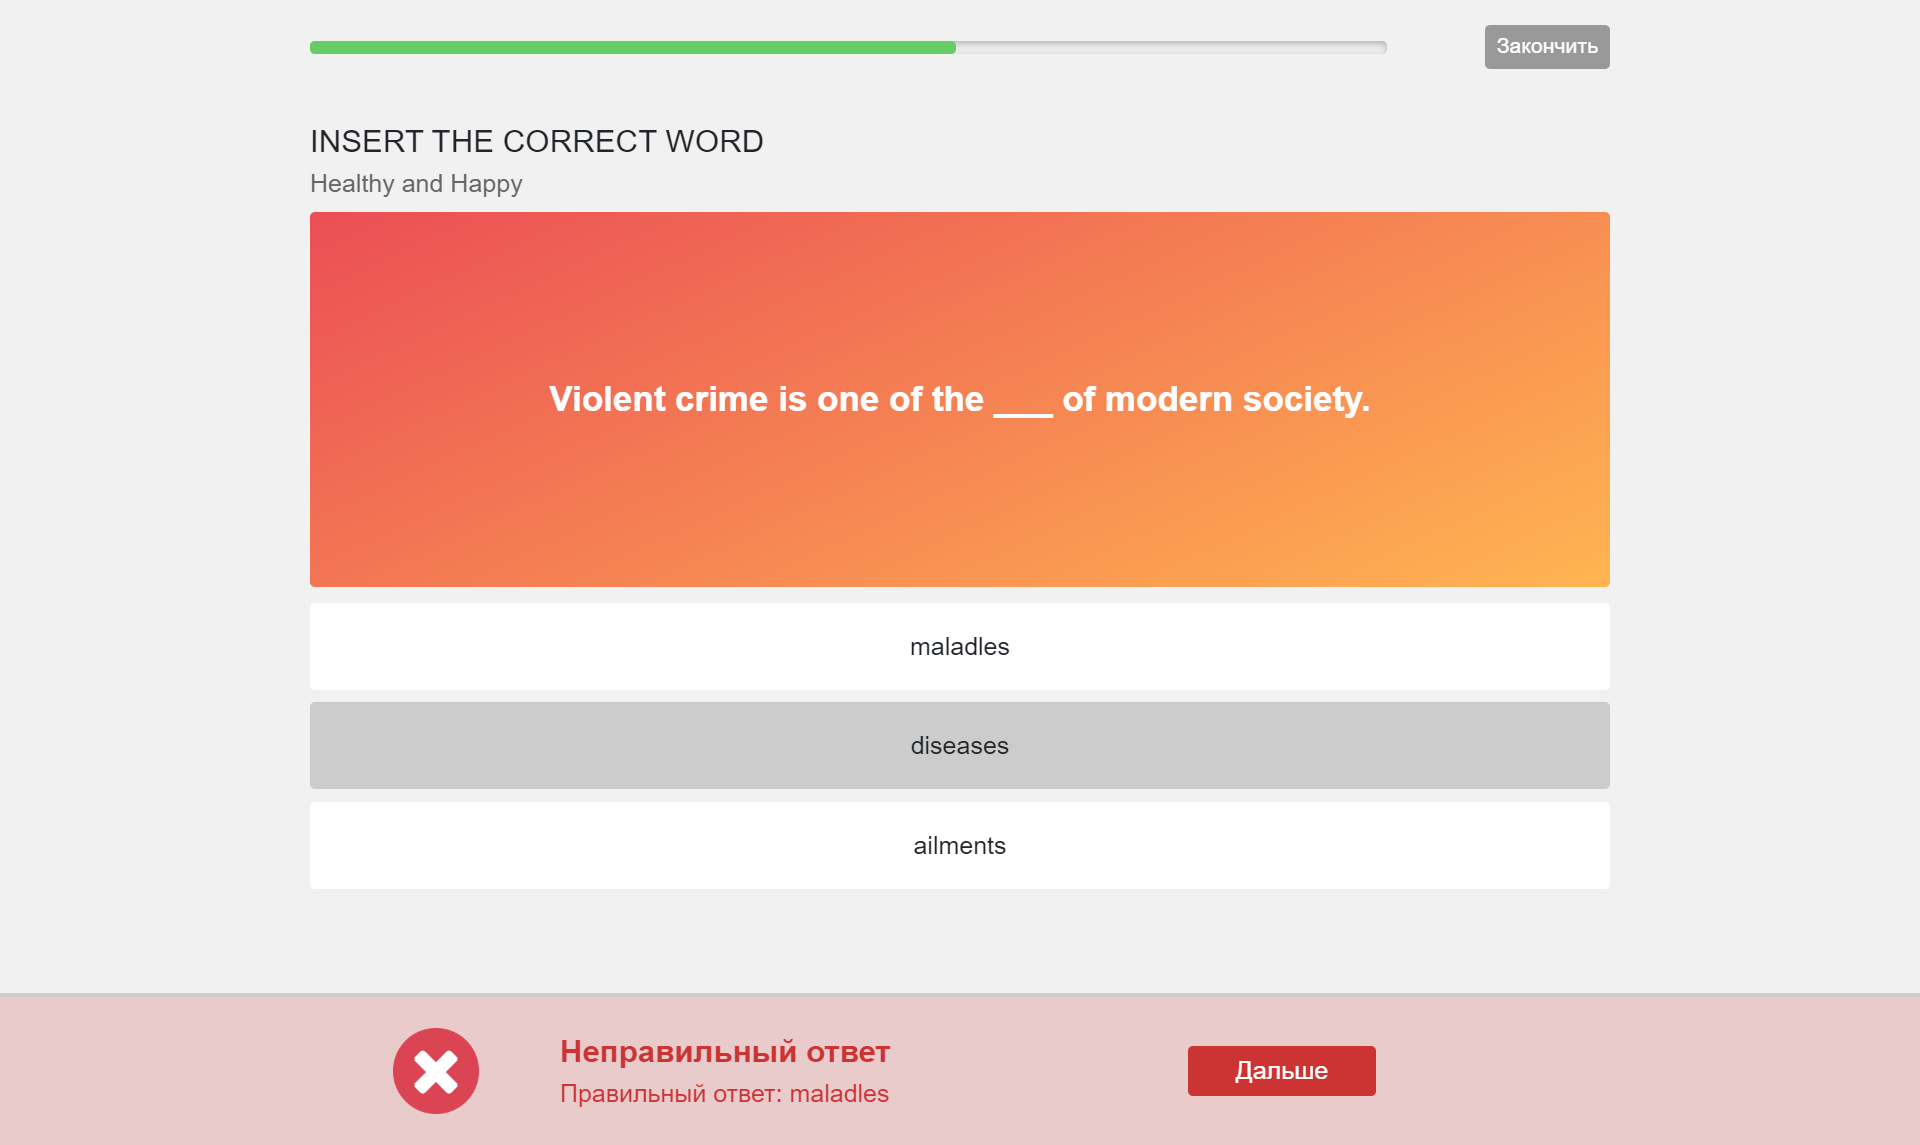 Закончить
INSERT THE CORRECT WORD
Healthy and Happy
Violent crime is one of the ___ of modern society.
maladles
diseases
ailments
Неправильный ответ
Правильный ответ: maladles
Дальше